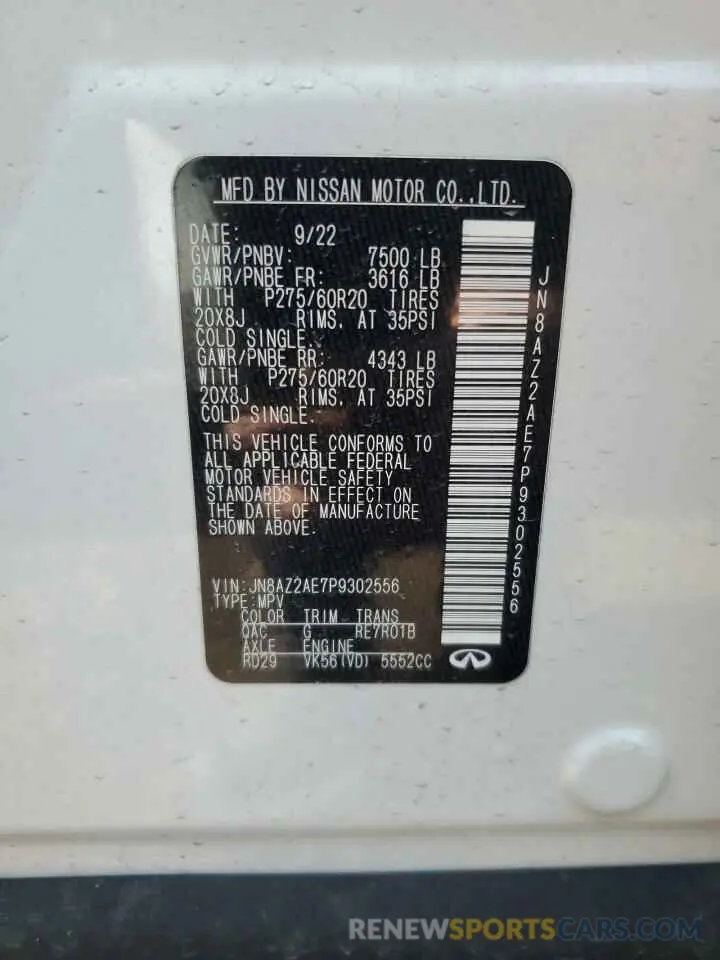 MFD BY NISSAN MOTOR CO.,LTD.
DATE: 9/22
GVWR/PNBV: 7500 LB
GAWR/PNBE FR: 3616 LB
WITH P275/60R20 TIRES
20X8J RIMS, AT 35PSI
COLD SINGLE.
GAWR/PNBE RR: 4343 LB
WITH P275/60R20 TIRES
20X8J RIMS, AT 35PSI
COLD SINGLE.
THIS VEHICLE CONFORMS TO
ALL APPLICABLE FEDERAL
MOTOR VEHICLE SAFETY
STANDARDS IN EFFECT ON
THE DATE OF MANUFACTURE
SHOWN ABOVE.
VIN:JN8AZ2AE7P9302556
TYPE:MPV
COLOR TRIM TRANS
QAC G RE7R01B
AXLE ENGINE
RD29 VK56(VD) 5552CC
JN8AZ2AE7P9302556
RENEWSPORTSCARS.COM